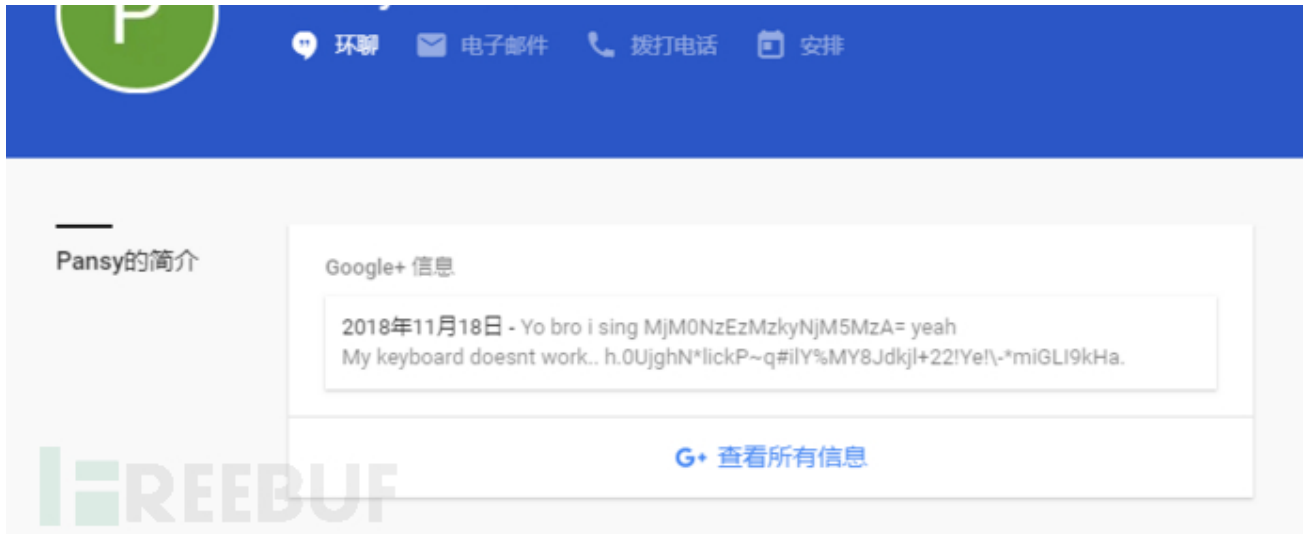 P
环聊 电子邮件 拨打电话 安排
Pansy的简介
Google+ 信息
2018年11月18日 - Yo bro i sing MjM0NzEzMzkyNjM5MzA= yeah
My keyboard doesnt work.. h.0UjghN*lickP~q#ilY%MY8Jdkjl+22!Ye!\-*miGLI9kHa.
G+ 查看所有信息
FREEBUF